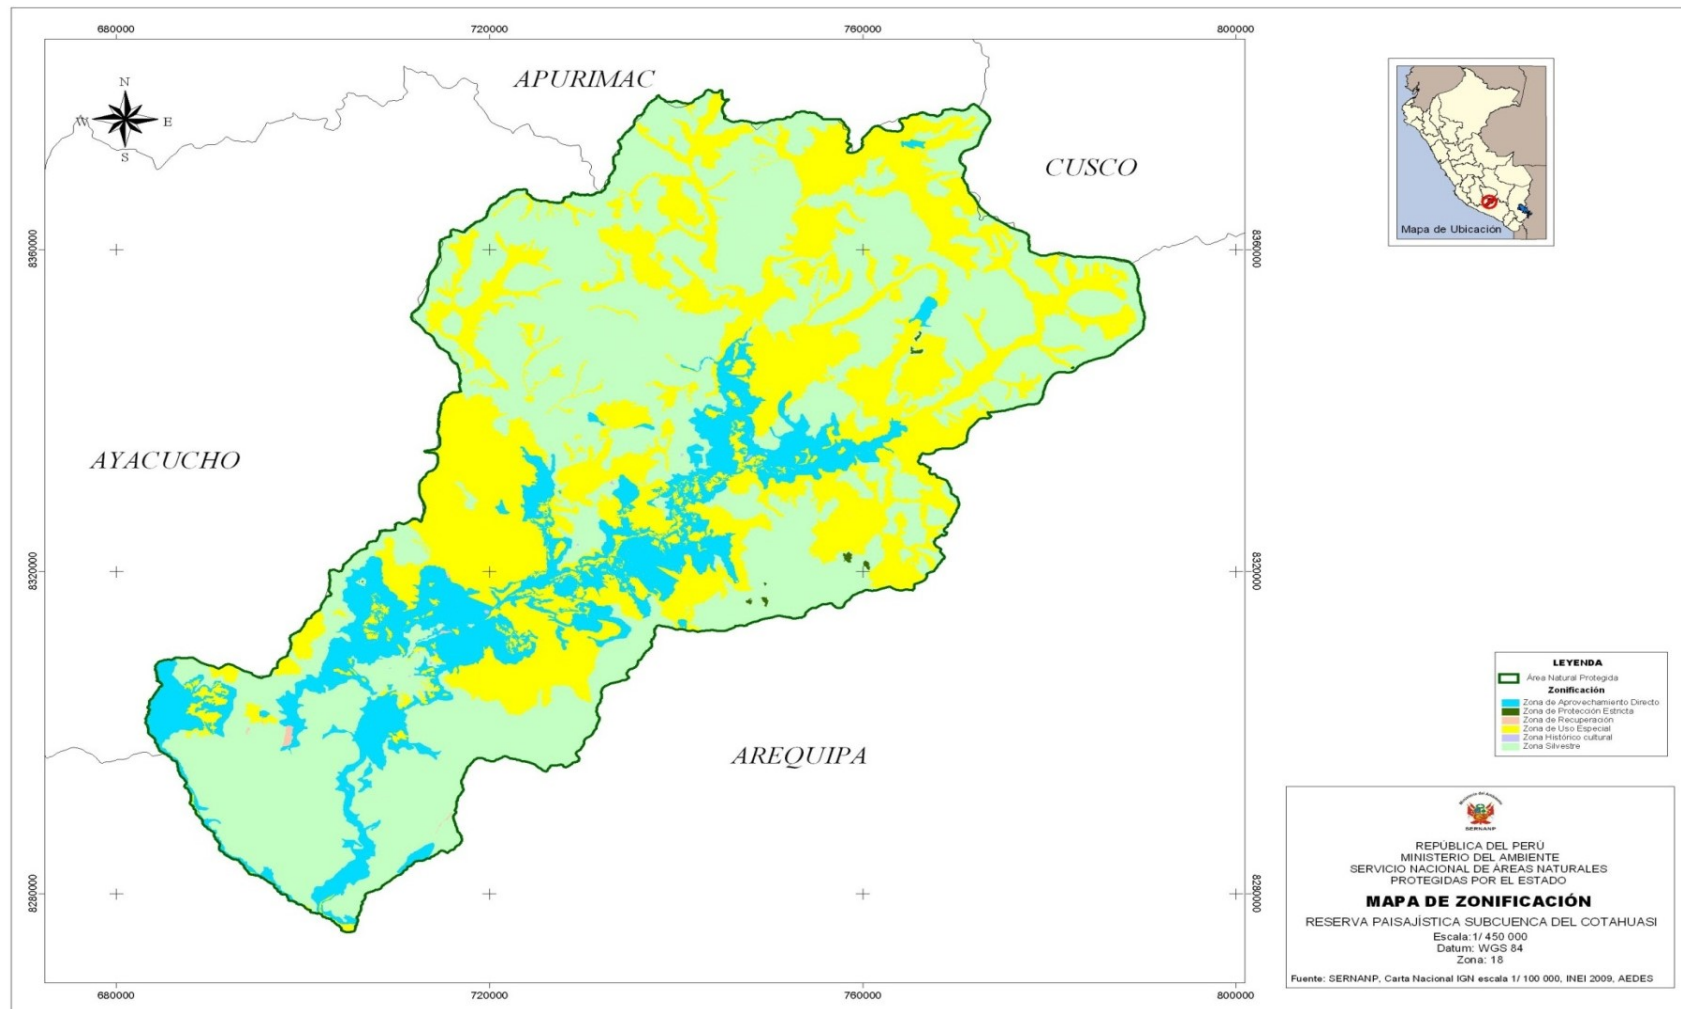 680000
720000
760000
800000
N
W
E
S
APURIMAC
CUSCO
AYACUCHO
AREQUIPA
8360000
8360000
8320000
8320000
8280000
8280000
680000
720000
760000
800000
Mapa de Ubicación
LEYENDA
Área Natural Protegida
Zonificación
Zona de Aprovechamiento Directo
Zona de Protección Estricta
Zona de Recuperación
Zona de Uso Especial
Zona Histórico cultural
Zona Silvestre
Ministerio del Ambiente
SERNANP
REPÚBLICA DEL PERÚ
MINISTERIO DEL AMBIENTE
SERVICIO NACIONAL DE ÁREAS NATURALES
PROTEGIDAS POR EL ESTADO
MAPA DE ZONIFICACIÓN
RESERVA PAISAJÍSTICA SUBCUENCA DEL COTAHUASI
Escala:1/ 450 000
Datum: WGS 84
Zona: 18
Fuente: SERNANP, Carta Nacional IGN escala 1/ 100 000, INEI 2009, AEDES